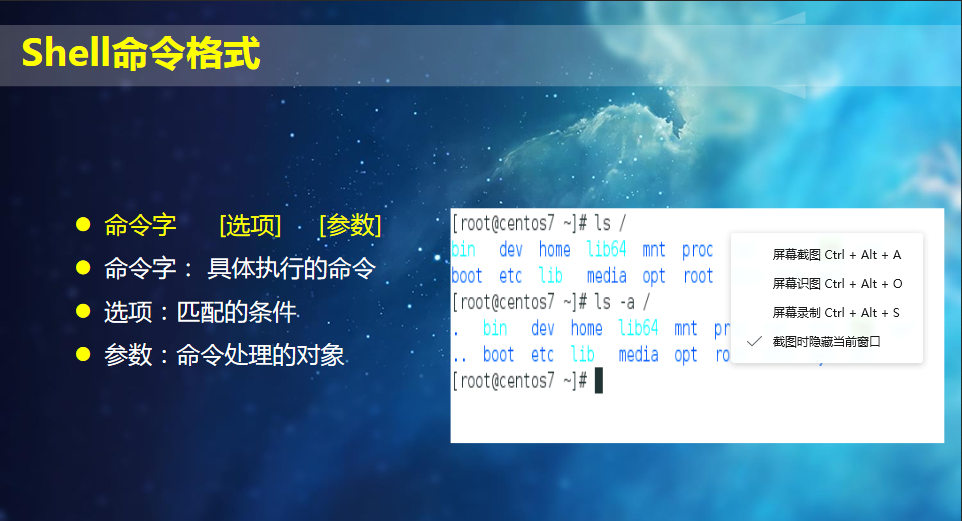 Shell命令格式
命令字 [选项] [参数]
命令字： 具体执行的命令
选项：匹配的条件
参数：命令处理的对象
[root@centos7 ~]# ls /
bin dev home lib64 mnt proc
boot etc lib media opt root
[root@centos7 ~]# ls -a /
. bin dev home lib64 mnt
.. boot etc lib media opt
[root@centos7 ~]#
屏幕截图 Ctrl + Alt + A
屏幕识图 Ctrl + Alt + O
屏幕录制 Ctrl + Alt + S
截图时隐藏当前窗口